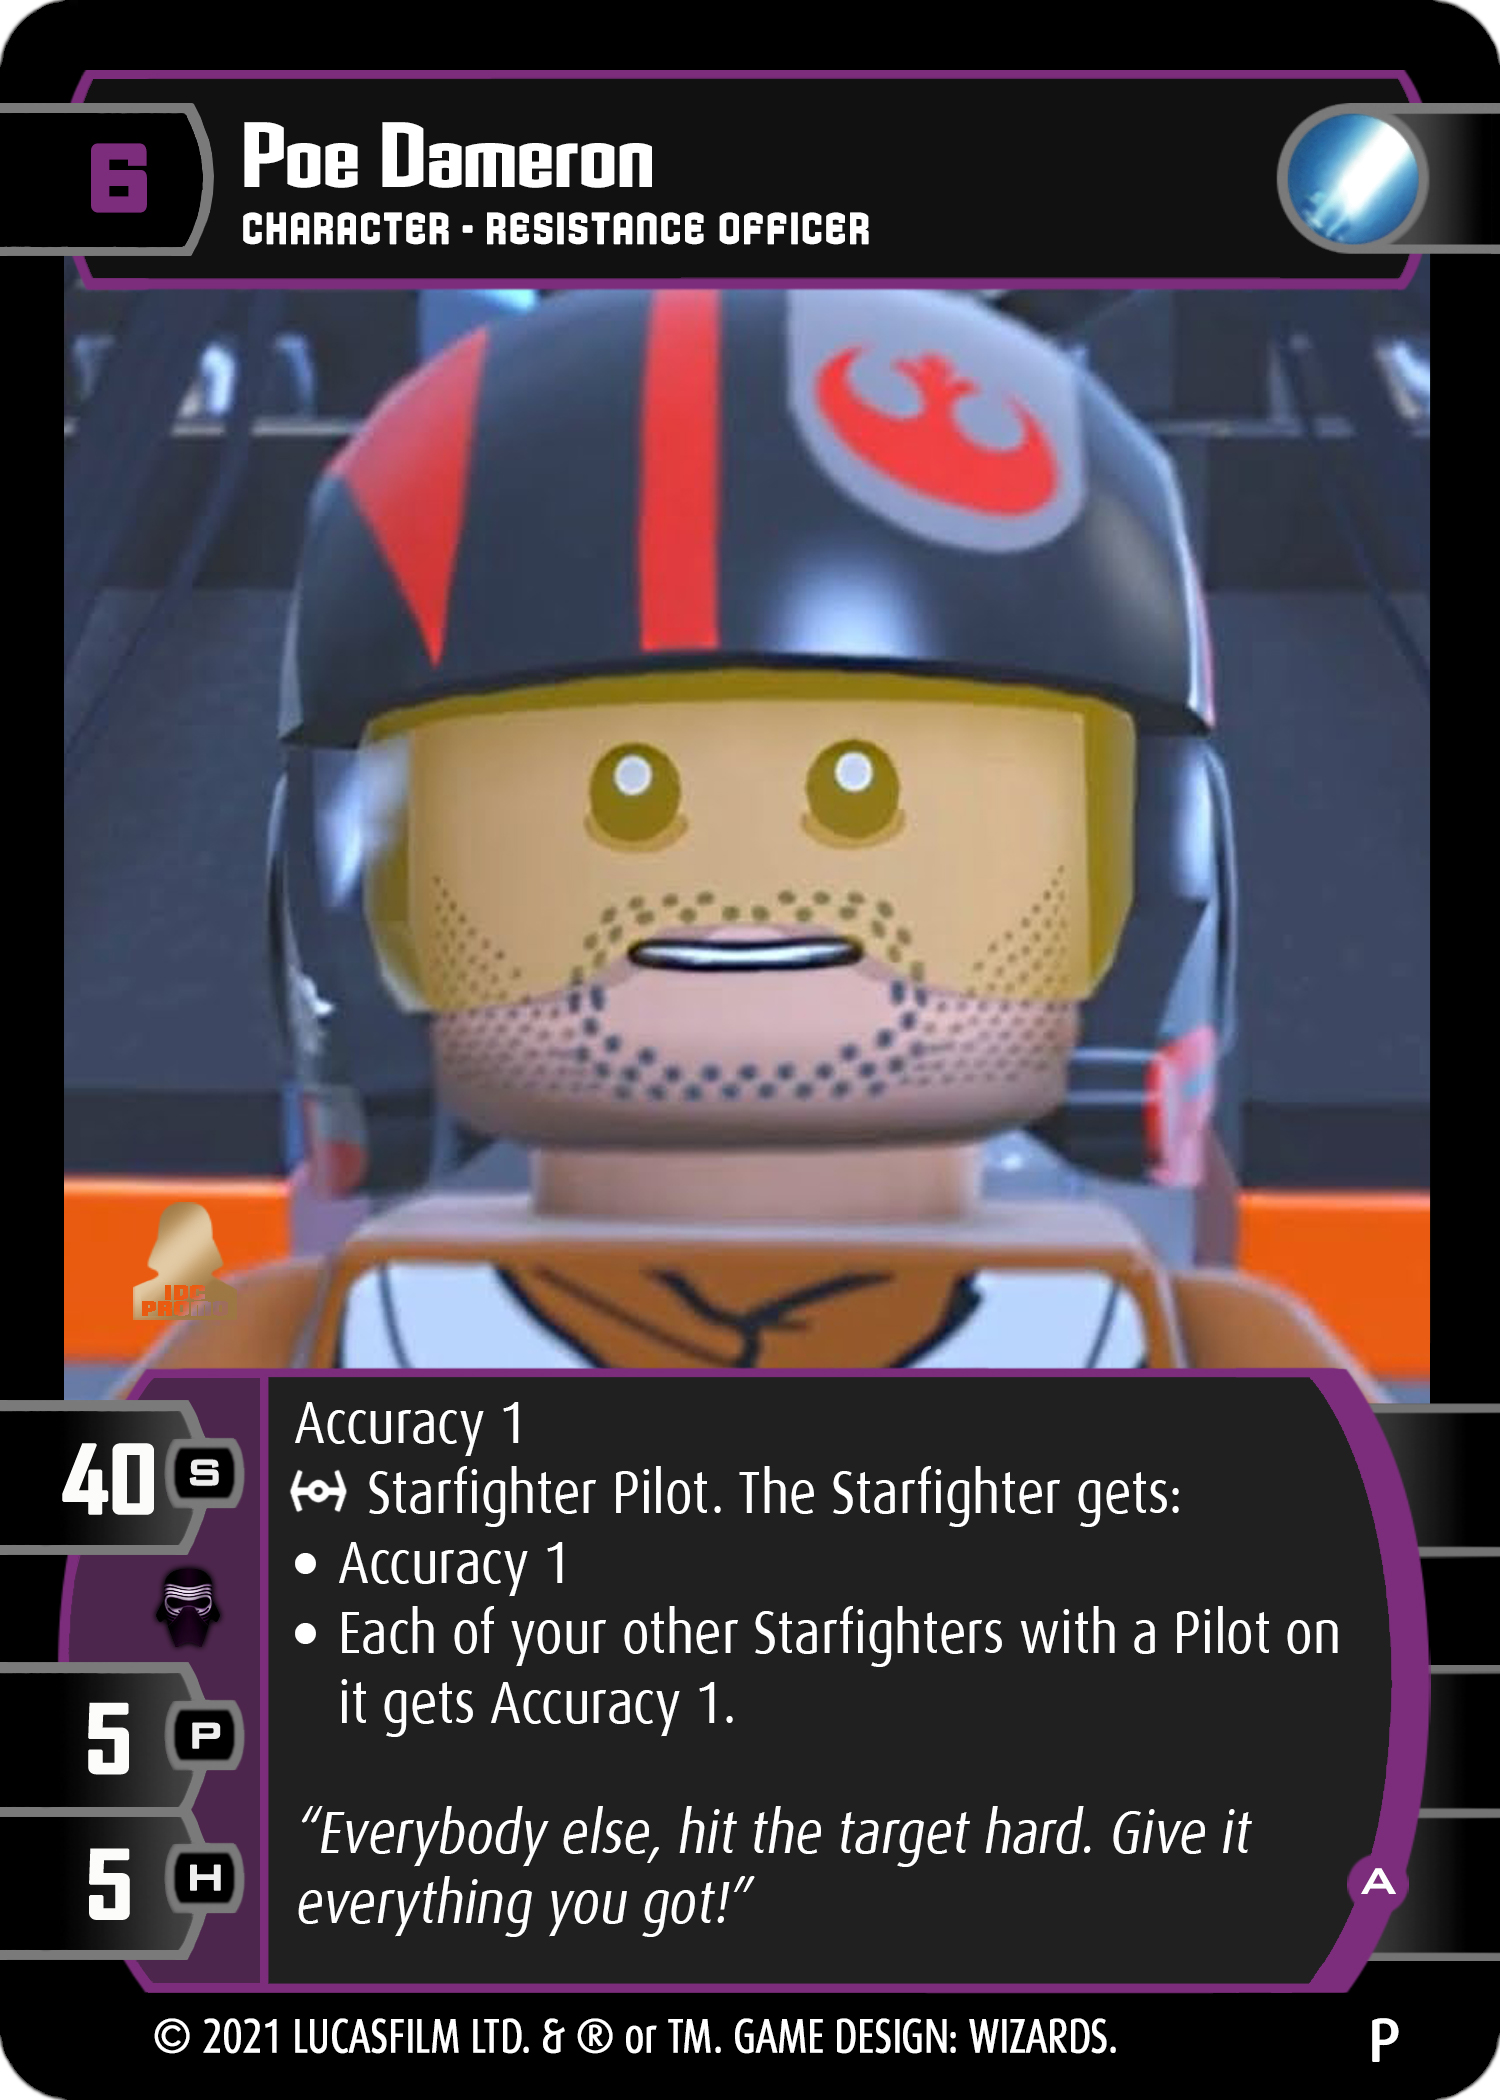 6
Poe Dameron
CHARACTER - RESISTANCE OFFICER
IDC
PROMO
40 S
5 P
5 H
Accuracy 1
Starfighter Pilot. The Starfighter gets:
• Accuracy 1
• Each of your other Starfighters with a Pilot on
it gets Accuracy 1.
“Everybody else, hit the target hard. Give it
everything you got!”
A
© 2021 LUCASFILM LTD. & ® or TM. GAME DESIGN: WIZARDS.
P